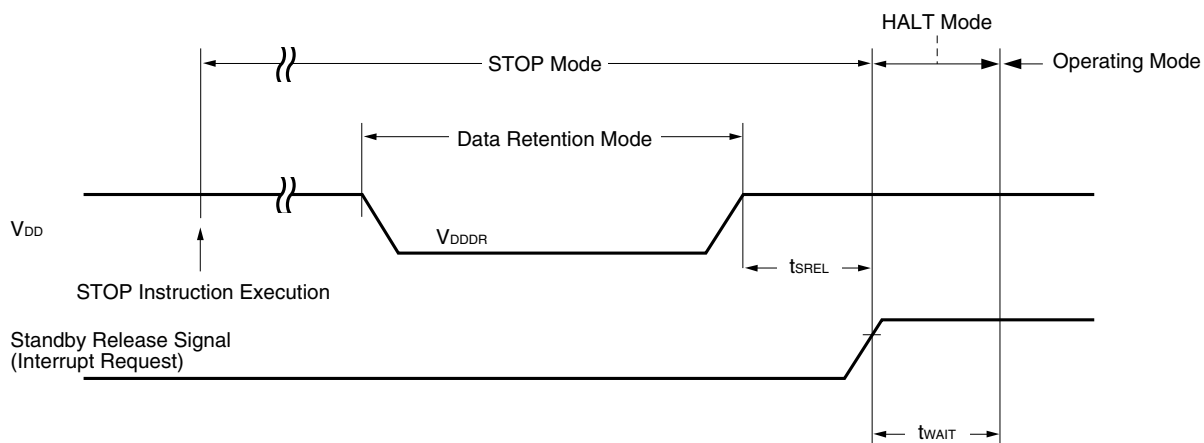 HALT Mode
STOP Mode
Operating Mode
Data Retention Mode
VDD
VDDDR
tSREL
STOP Instruction Execution
Standby Release Signal
(Interrupt Request)
tWAIT